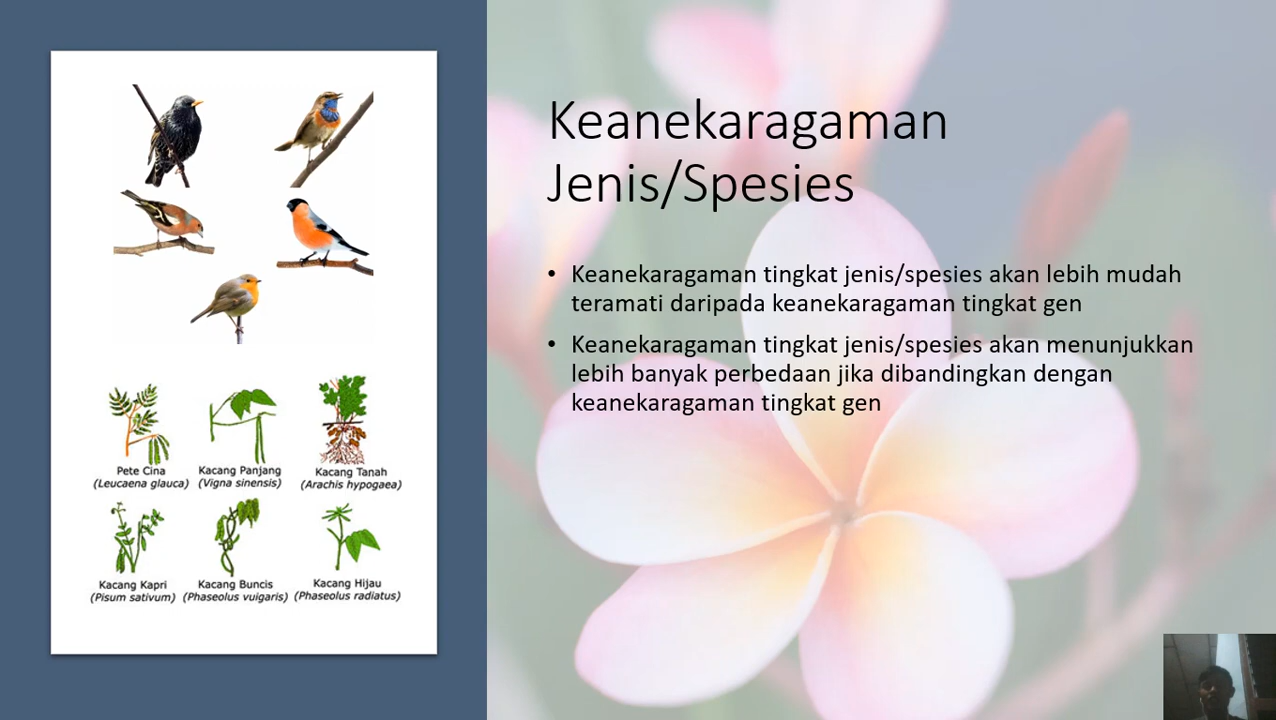 Keanekaragaman
Jenis/Spesies
• Keanekaragaman tingkat jenis/spesies akan lebih mudah
teramati daripada keanekaragaman tingkat gen
• Keanekaragaman tingkat jenis/spesies akan menunjukkan
lebih banyak perbedaan jika dibandingkan dengan
keanekaragaman tingkat gen
Pete Cina
(Leucaena glauca)
Kacang Panjang
(Vigna sinensis)
Kacang Tanah
(Arachis hypogaea)
Kacang Kapri
(Pisum sativum)
Kacang Buncis
(Phaseolus vuigaris)
Kacang Hijau
(Phaseolus radiatus)